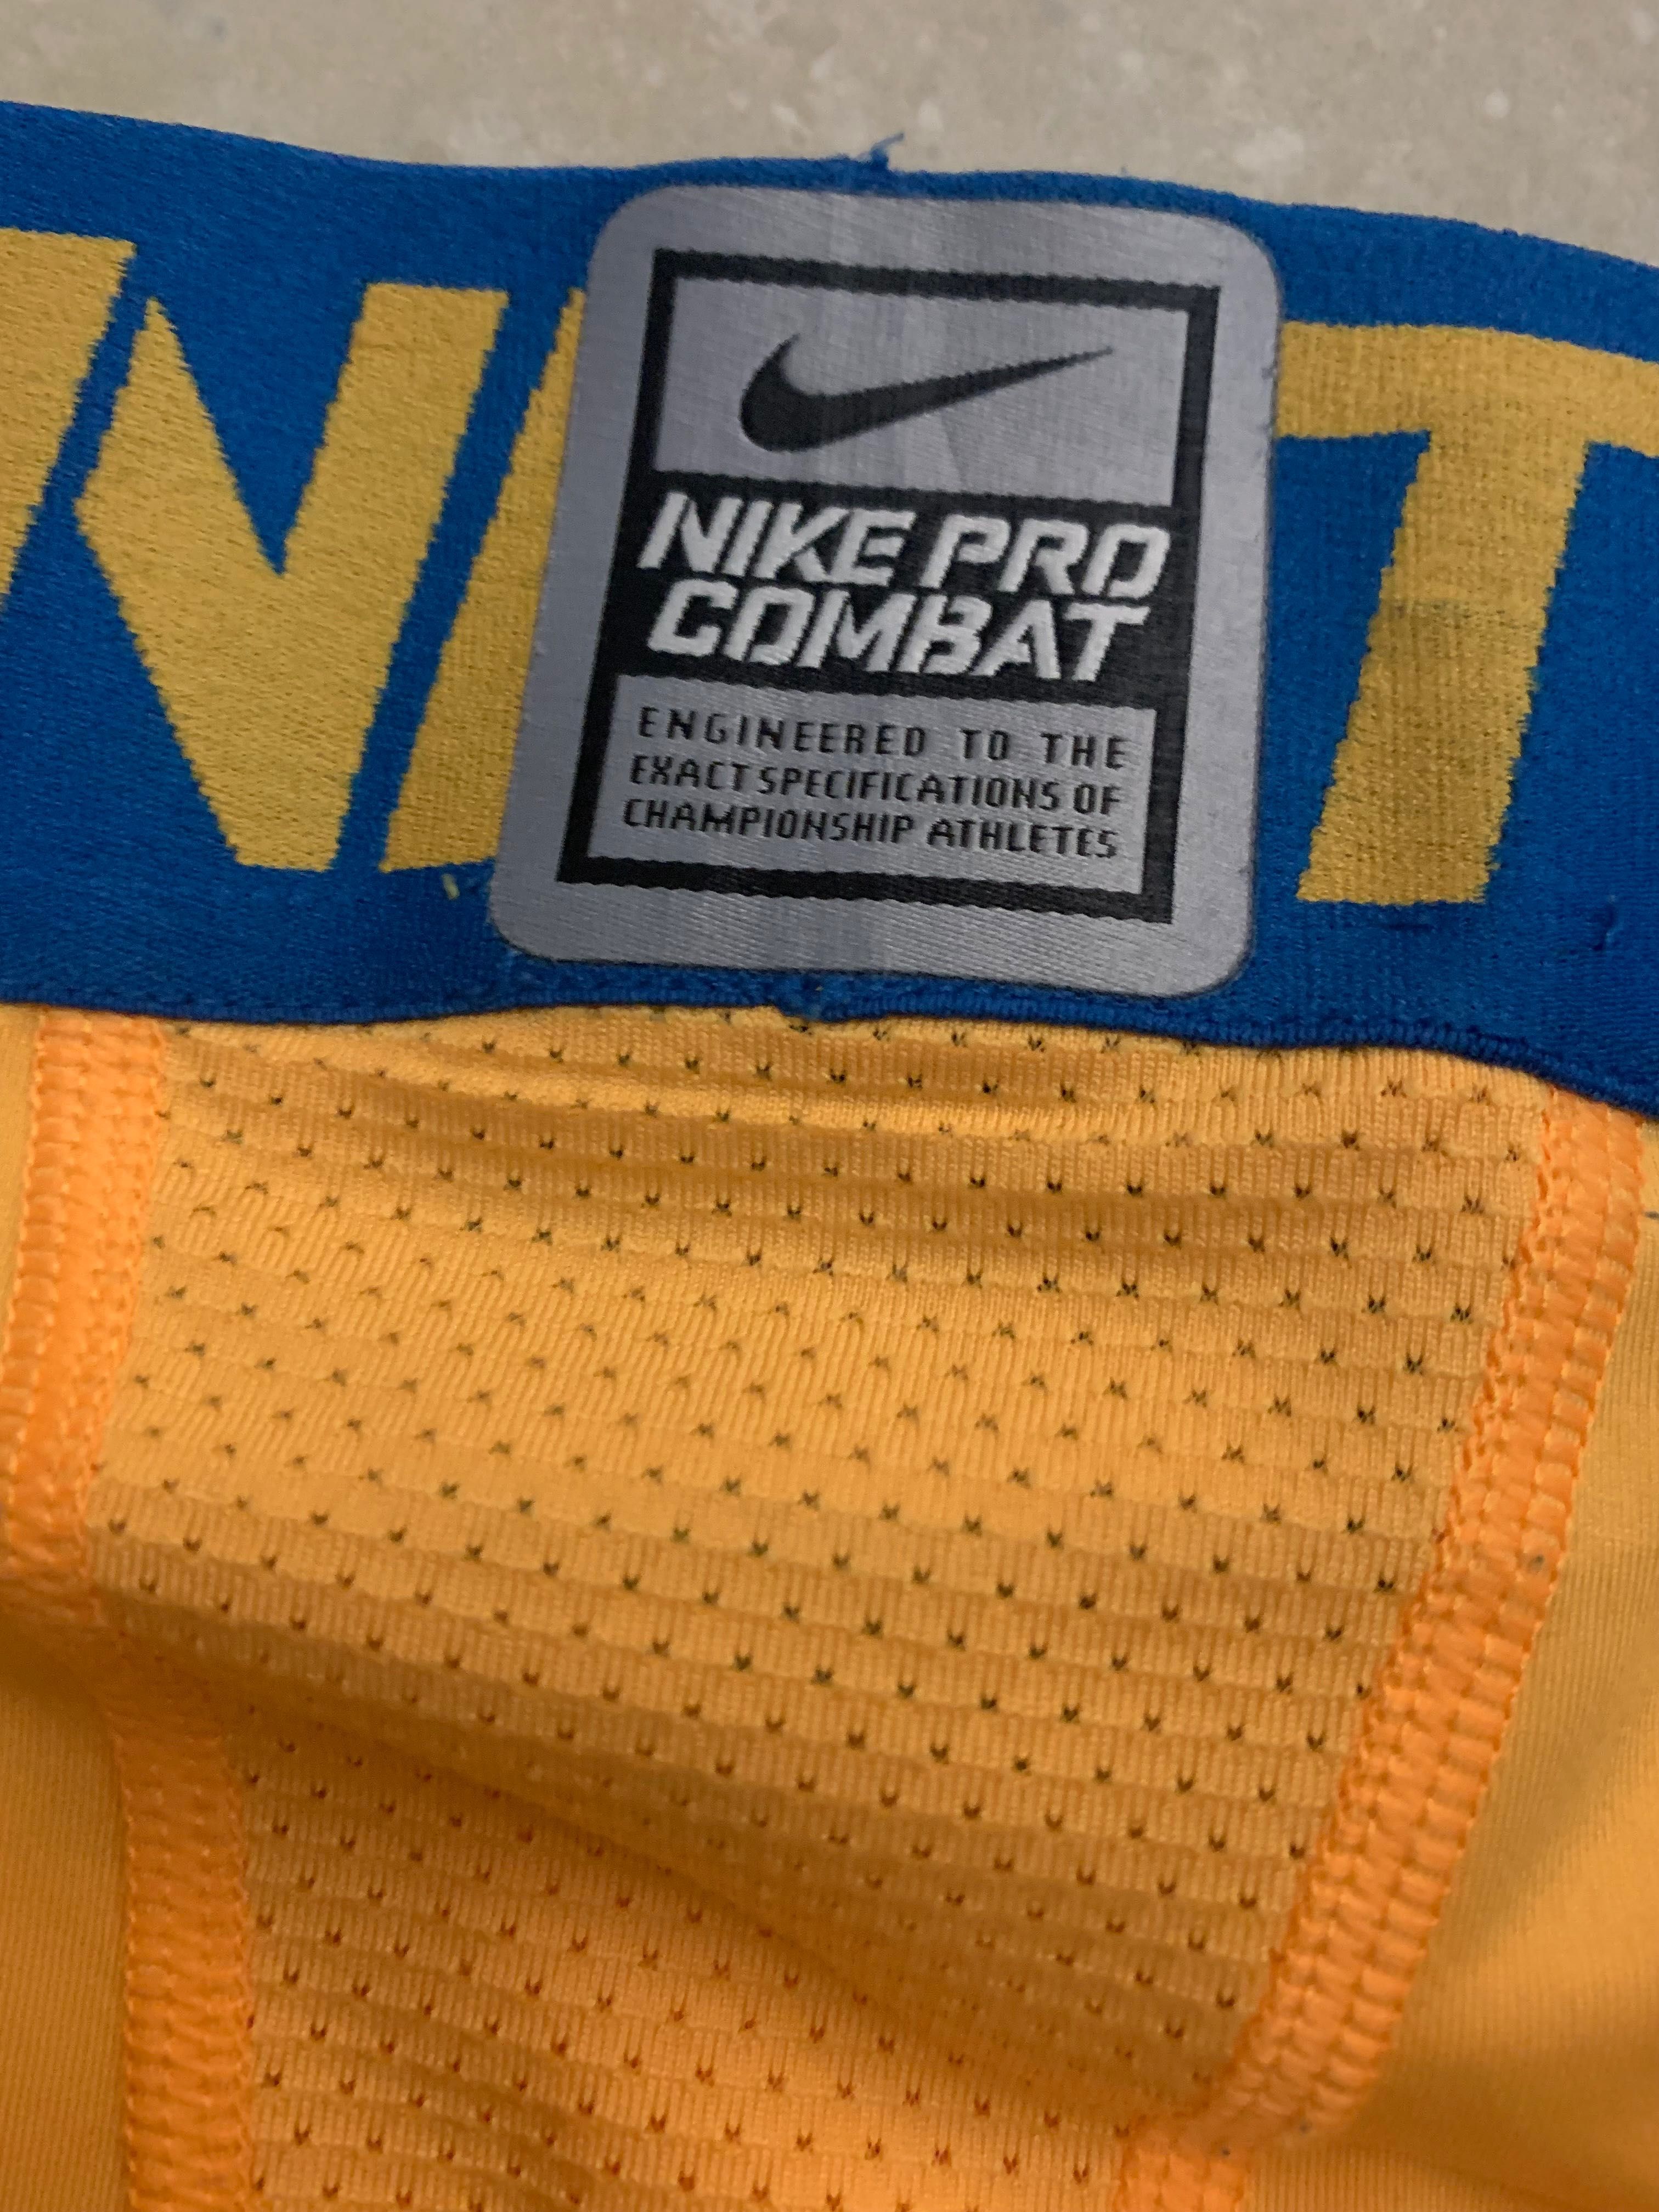 NIKE PRO
COMBAT
ENGINEERED TO THE
EXACT SPECIFICATIONS OF
CHAMPIONSHIP ATHLETES